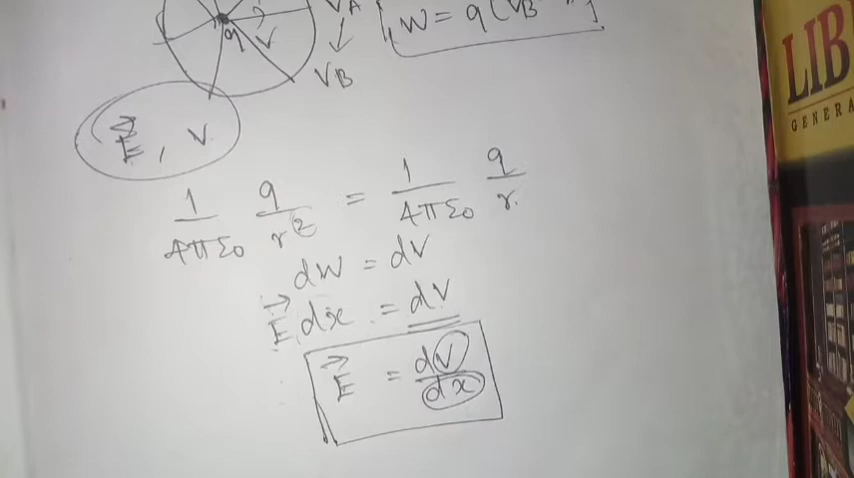 VA
↓
VB
q V
W = q (VB
E⃗, V
1/4πε0 q/r² = 1/4πε0 q/r
dW = dV
E⃗.dx = dV
E⃗ = dV/dx
LIB
GENERA